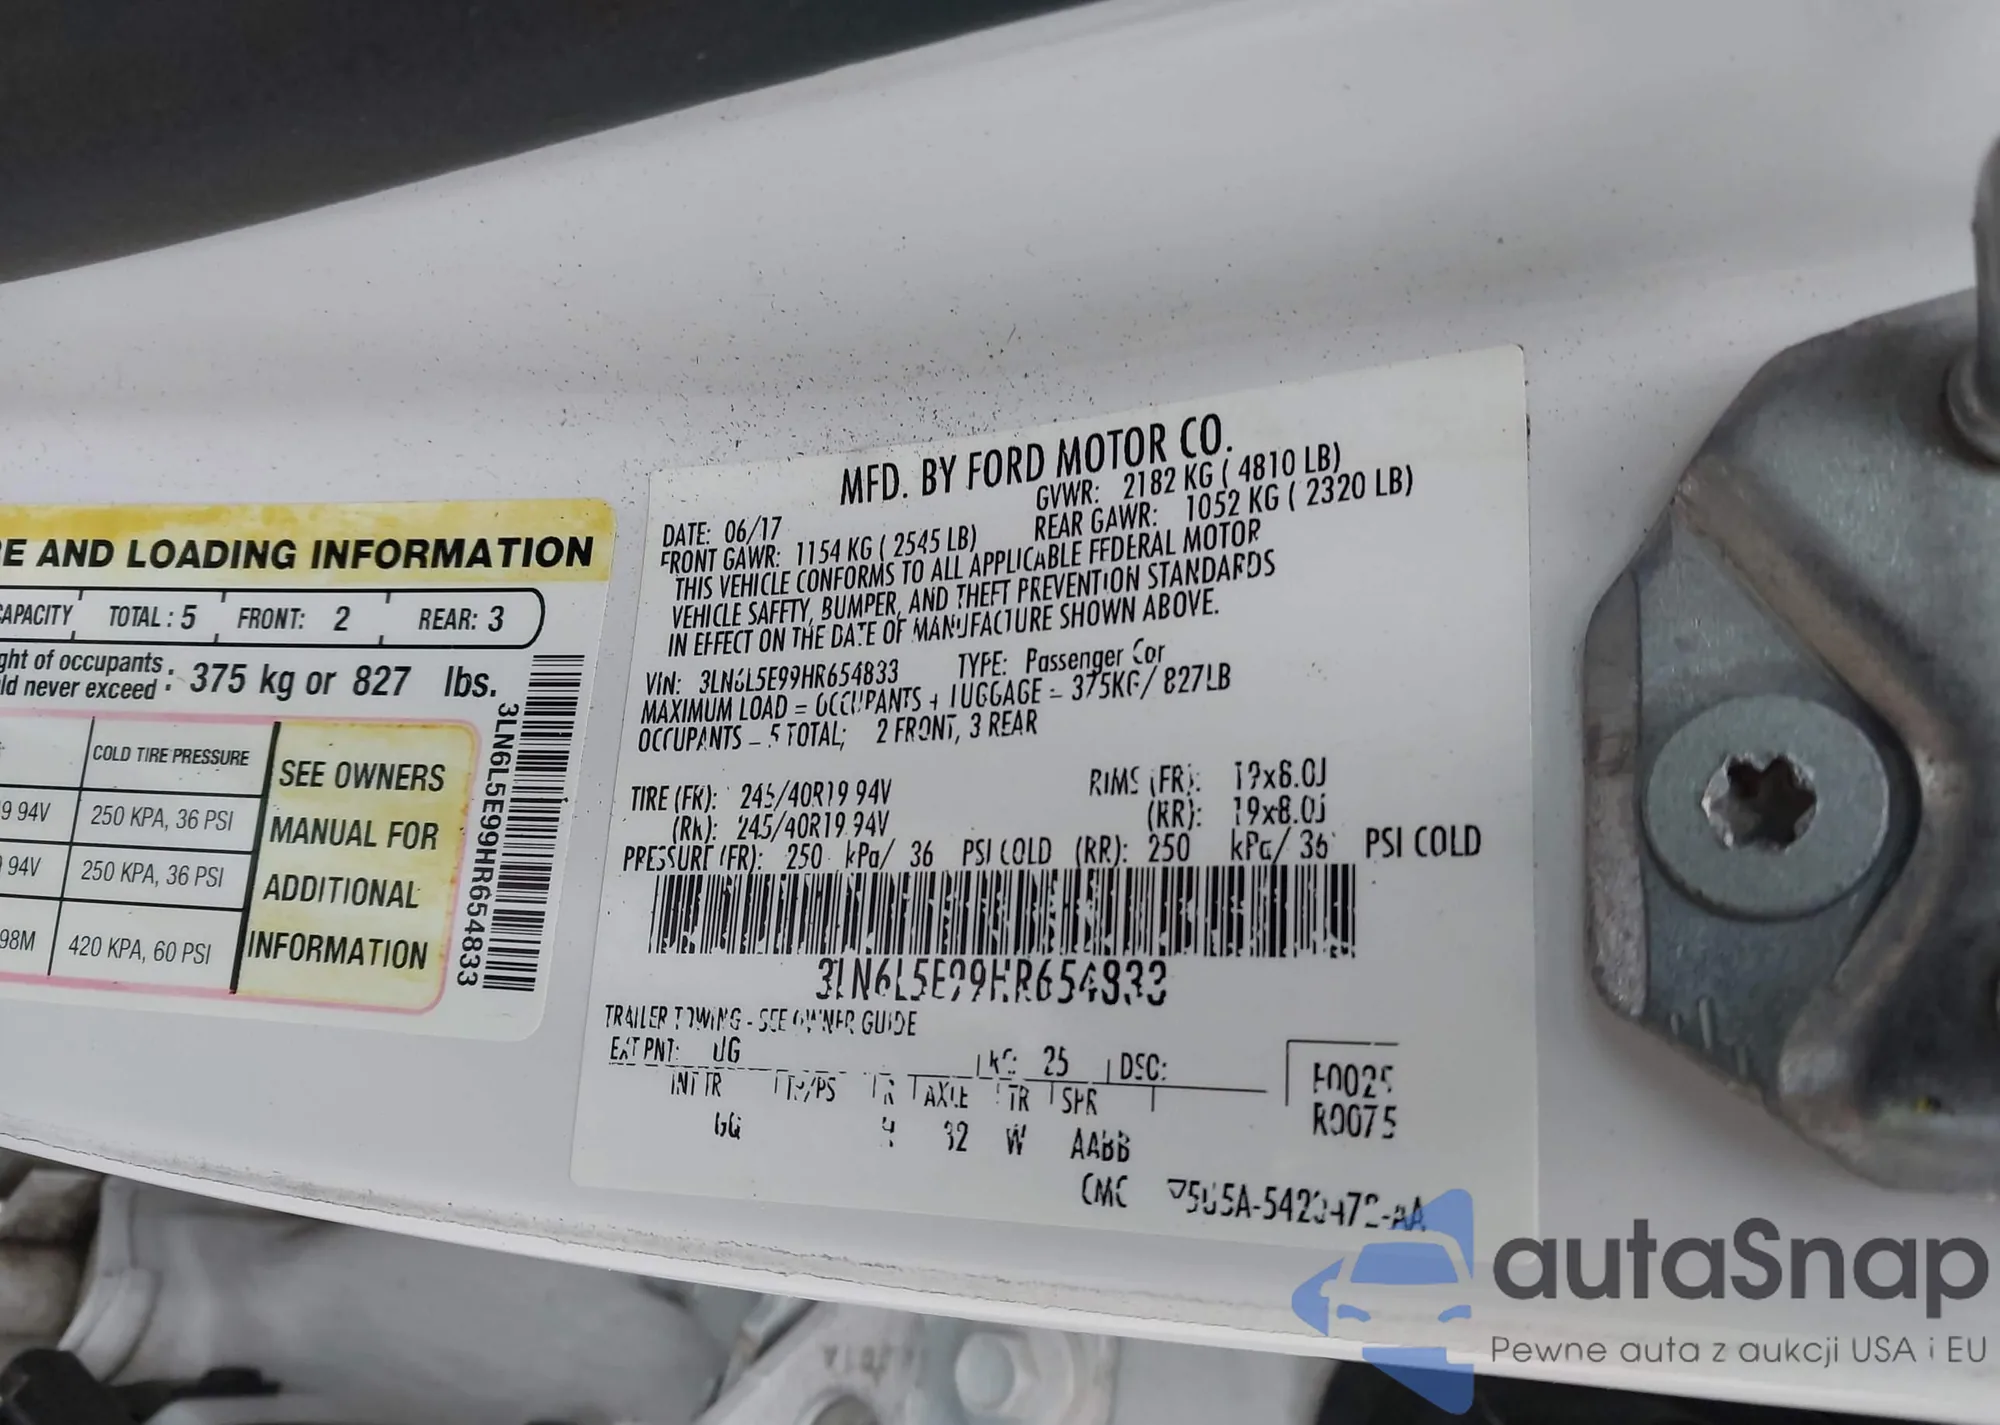 RE AND LOADING INFORMATION
CAPACITY TOTAL : 5 FRONT: 2 REAR: 3
ght of occupants
ld never exceed : 375 kg or 827 lbs.
COLD TIRE PRESSURE
9 94V 250 KPA, 36 PSI
94V 250 KPA, 36 PSI
98M 420 KPA, 60 PSI
SEE OWNERS
MANUAL FOR
ADDITIONAL
INFORMATION
3LN6L5E99HR654833
MFD. BY FORD MOTOR CO.
DATE: 06/17 GVWR: 2182 KG ( 4810 LB)
FRONT GAWR: 1154 KG ( 2545 LB) REAR GAWR: 1052 KG ( 2320 LB)
THIS VEHICLE CONFORMS TO ALL APPLICABLE FEDERAL MOTOR
VEHICLE SAFETY, BUMPER, AND THEFT PREVENTION STANDARDS
IN EFFECT ON THE DATE OF MANUFACTURE SHOWN ABOVE.
VIN: 3LN6L5E99HR654833 TYPE: Passenger Car
MAXIMUM LOAD = OCCUPANTS + LUGGAGE = 375KG/ 827LB
OCCUPANTS = 5 TOTAL; 2 FRONT, 3 REAR
TIRE (FR): 245/40R19 94V RIMS (FR): 19x8.0J
(RR): 245/40R19 94V (RR): 19x8.0J
PRESSURE (FR): 250 kPa/ 36 PSI COLD (RR): 250 kPa/ 36 PSI COLD
3LN6L5E99HR654833
TRAILER TOWING - SEE OWNER GUIDE
EXT PNT: UG RC: 25 DSO:
INT TR TP/PS R AXLE TR SPR
GG 32 W AABB
F0025
R0075
CMC
autaSnap
Pewne auta z aukcji USA i EU